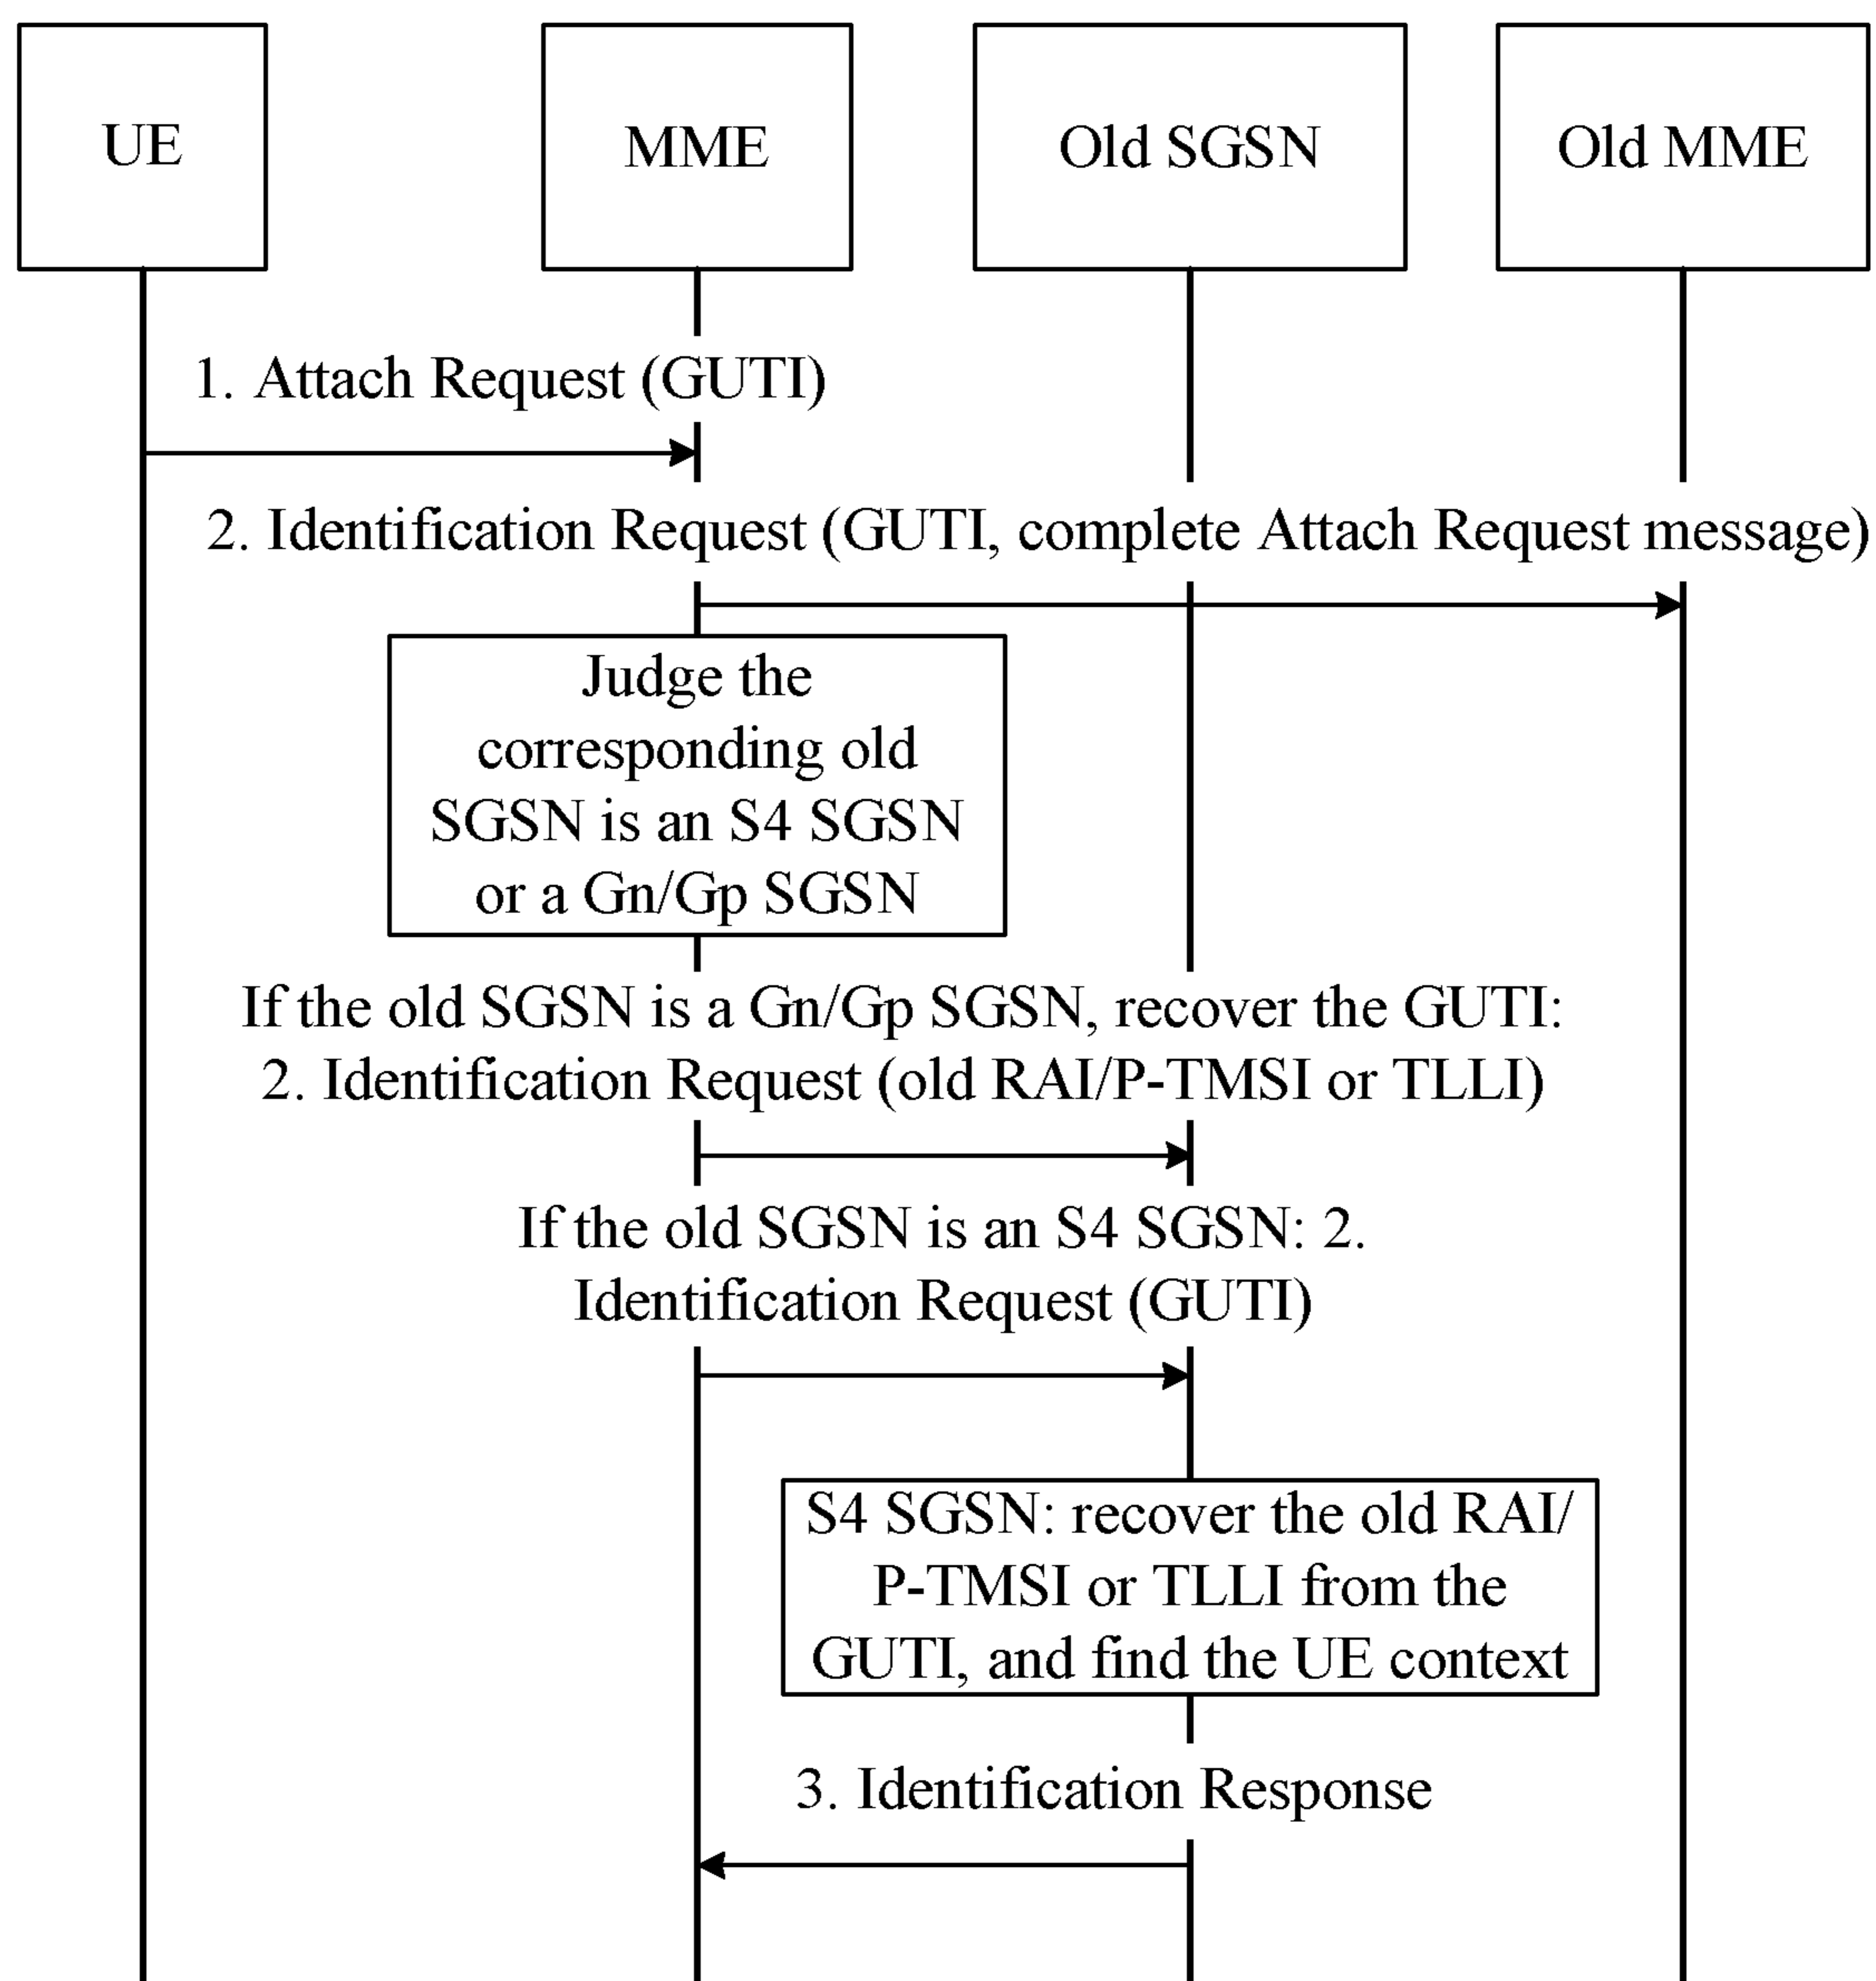 UE
MME
Old SGSN
Old MME
1. Attach Request (GUTI)
2. Identification Request (GUTI, complete Attach Request message)
Judge the
corresponding old
SGSN is an S4 SGSN
or a Gn/Gp SGSN
If the old SGSN is a Gn/Gp SGSN, recover the GUTI:
2. Identification Request (old RAI/P-TMSI or TLLI)
If the old SGSN is an S4 SGSN: 2.
Identification Request (GUTI)
S4 SGSN: recover the old RAI/
P-TMSI or TLLI from the
GUTI, and find the UE context
3. Identification Response